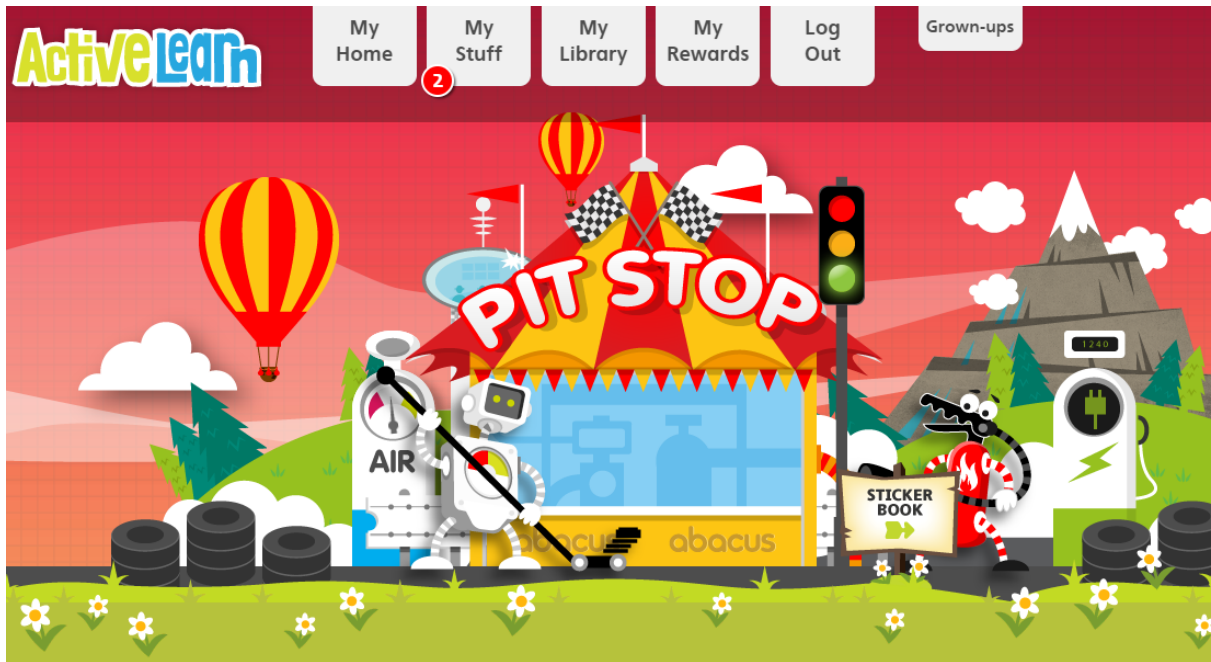 ActiveLearn
My
Home
My
Stuff
2
My
Library
My
Rewards
Log
Out
Grown-ups
PIT STOP
1240
AIR
STICKER
BOOK
abacus
abacus